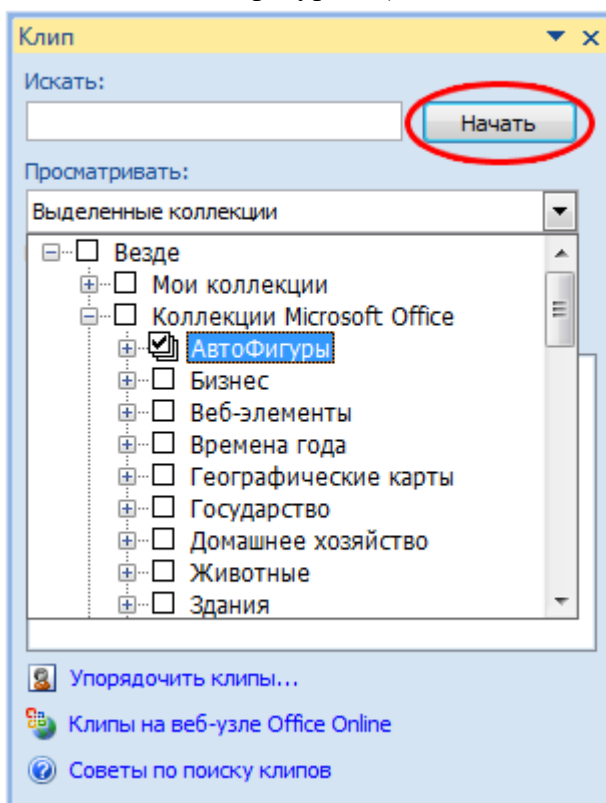 Клип
Искать:
Начать
Просматривать:
Выделенные коллекции
Везде
Мои коллекции
Коллекции Microsoft Office
АвтоФигуры
Бизнес
Веб-элементы
Времена года
Географические карты
Государство
Домашнее хозяйство
Животные
Здания
Упорядочить клипы...
Клипы на веб-узле Office Online
Советы по поиску клипов